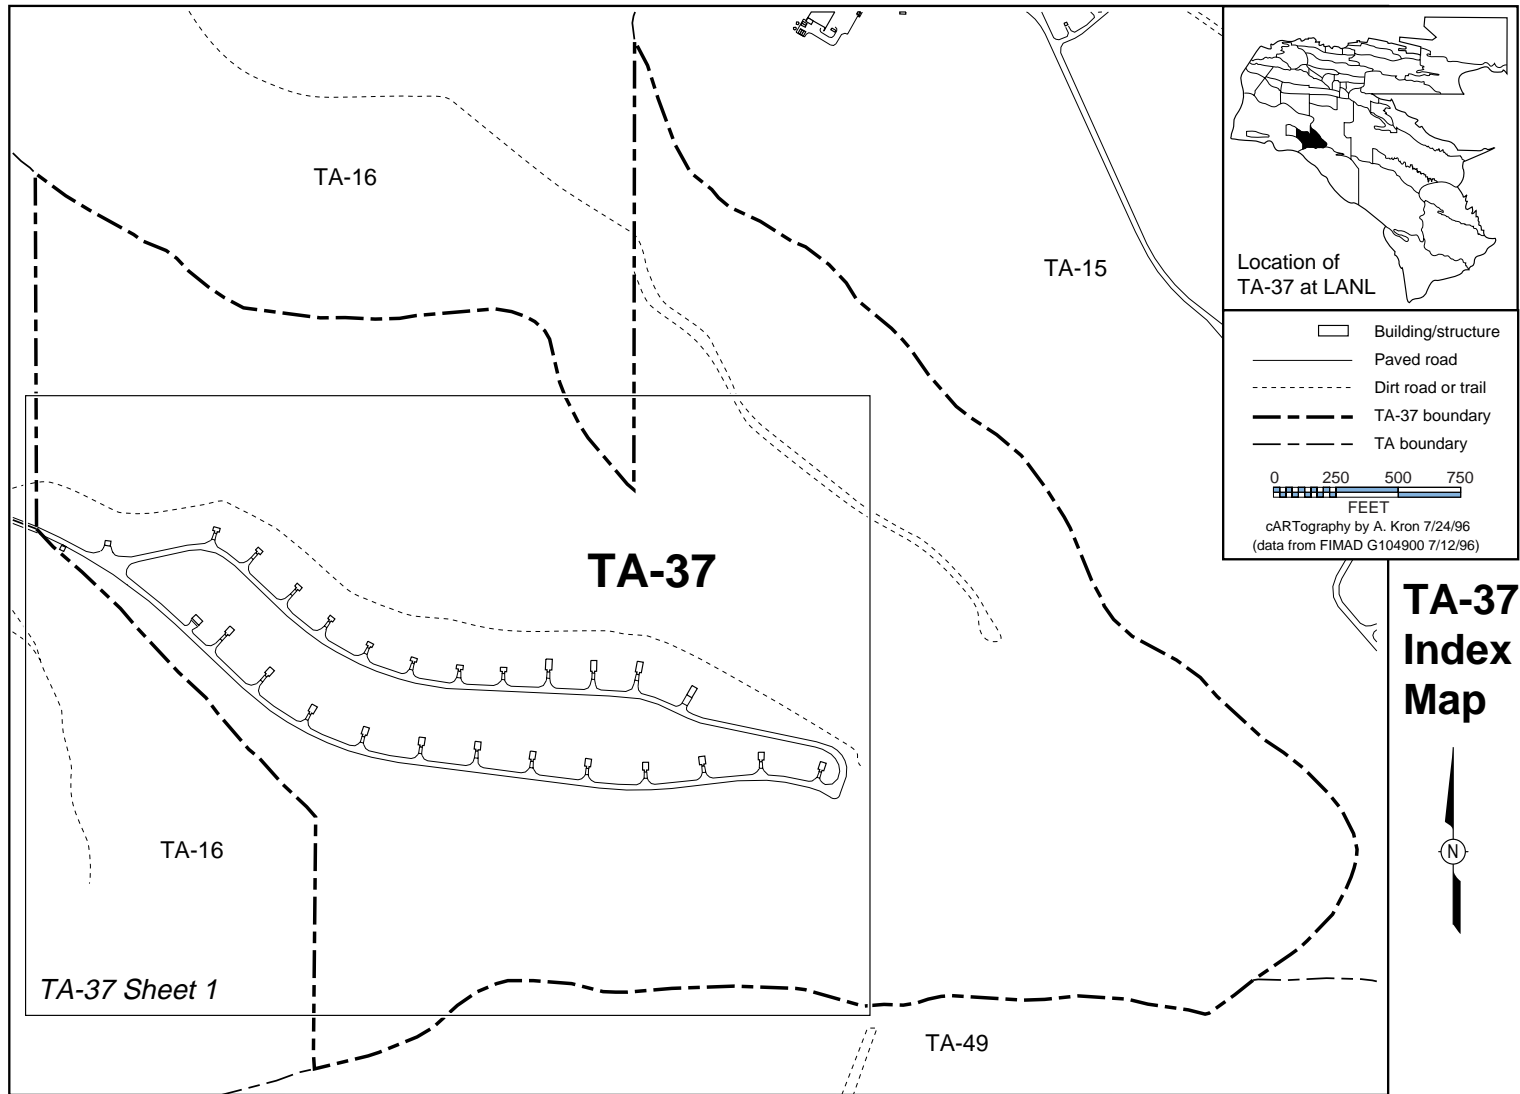 TA-16
TA-15
Location of
TA-37 at LANL
Building/structure
Paved road
Dirt road or trail
TA-37 boundary
TA boundary
0 250 500 750
FEET
cARTography by A. Kron 7/24/96
(data from FIMAD G104900 7/12/96)
TA-37
TA-37
Index
Map
N
TA-16
TA-37 Sheet 1
TA-49